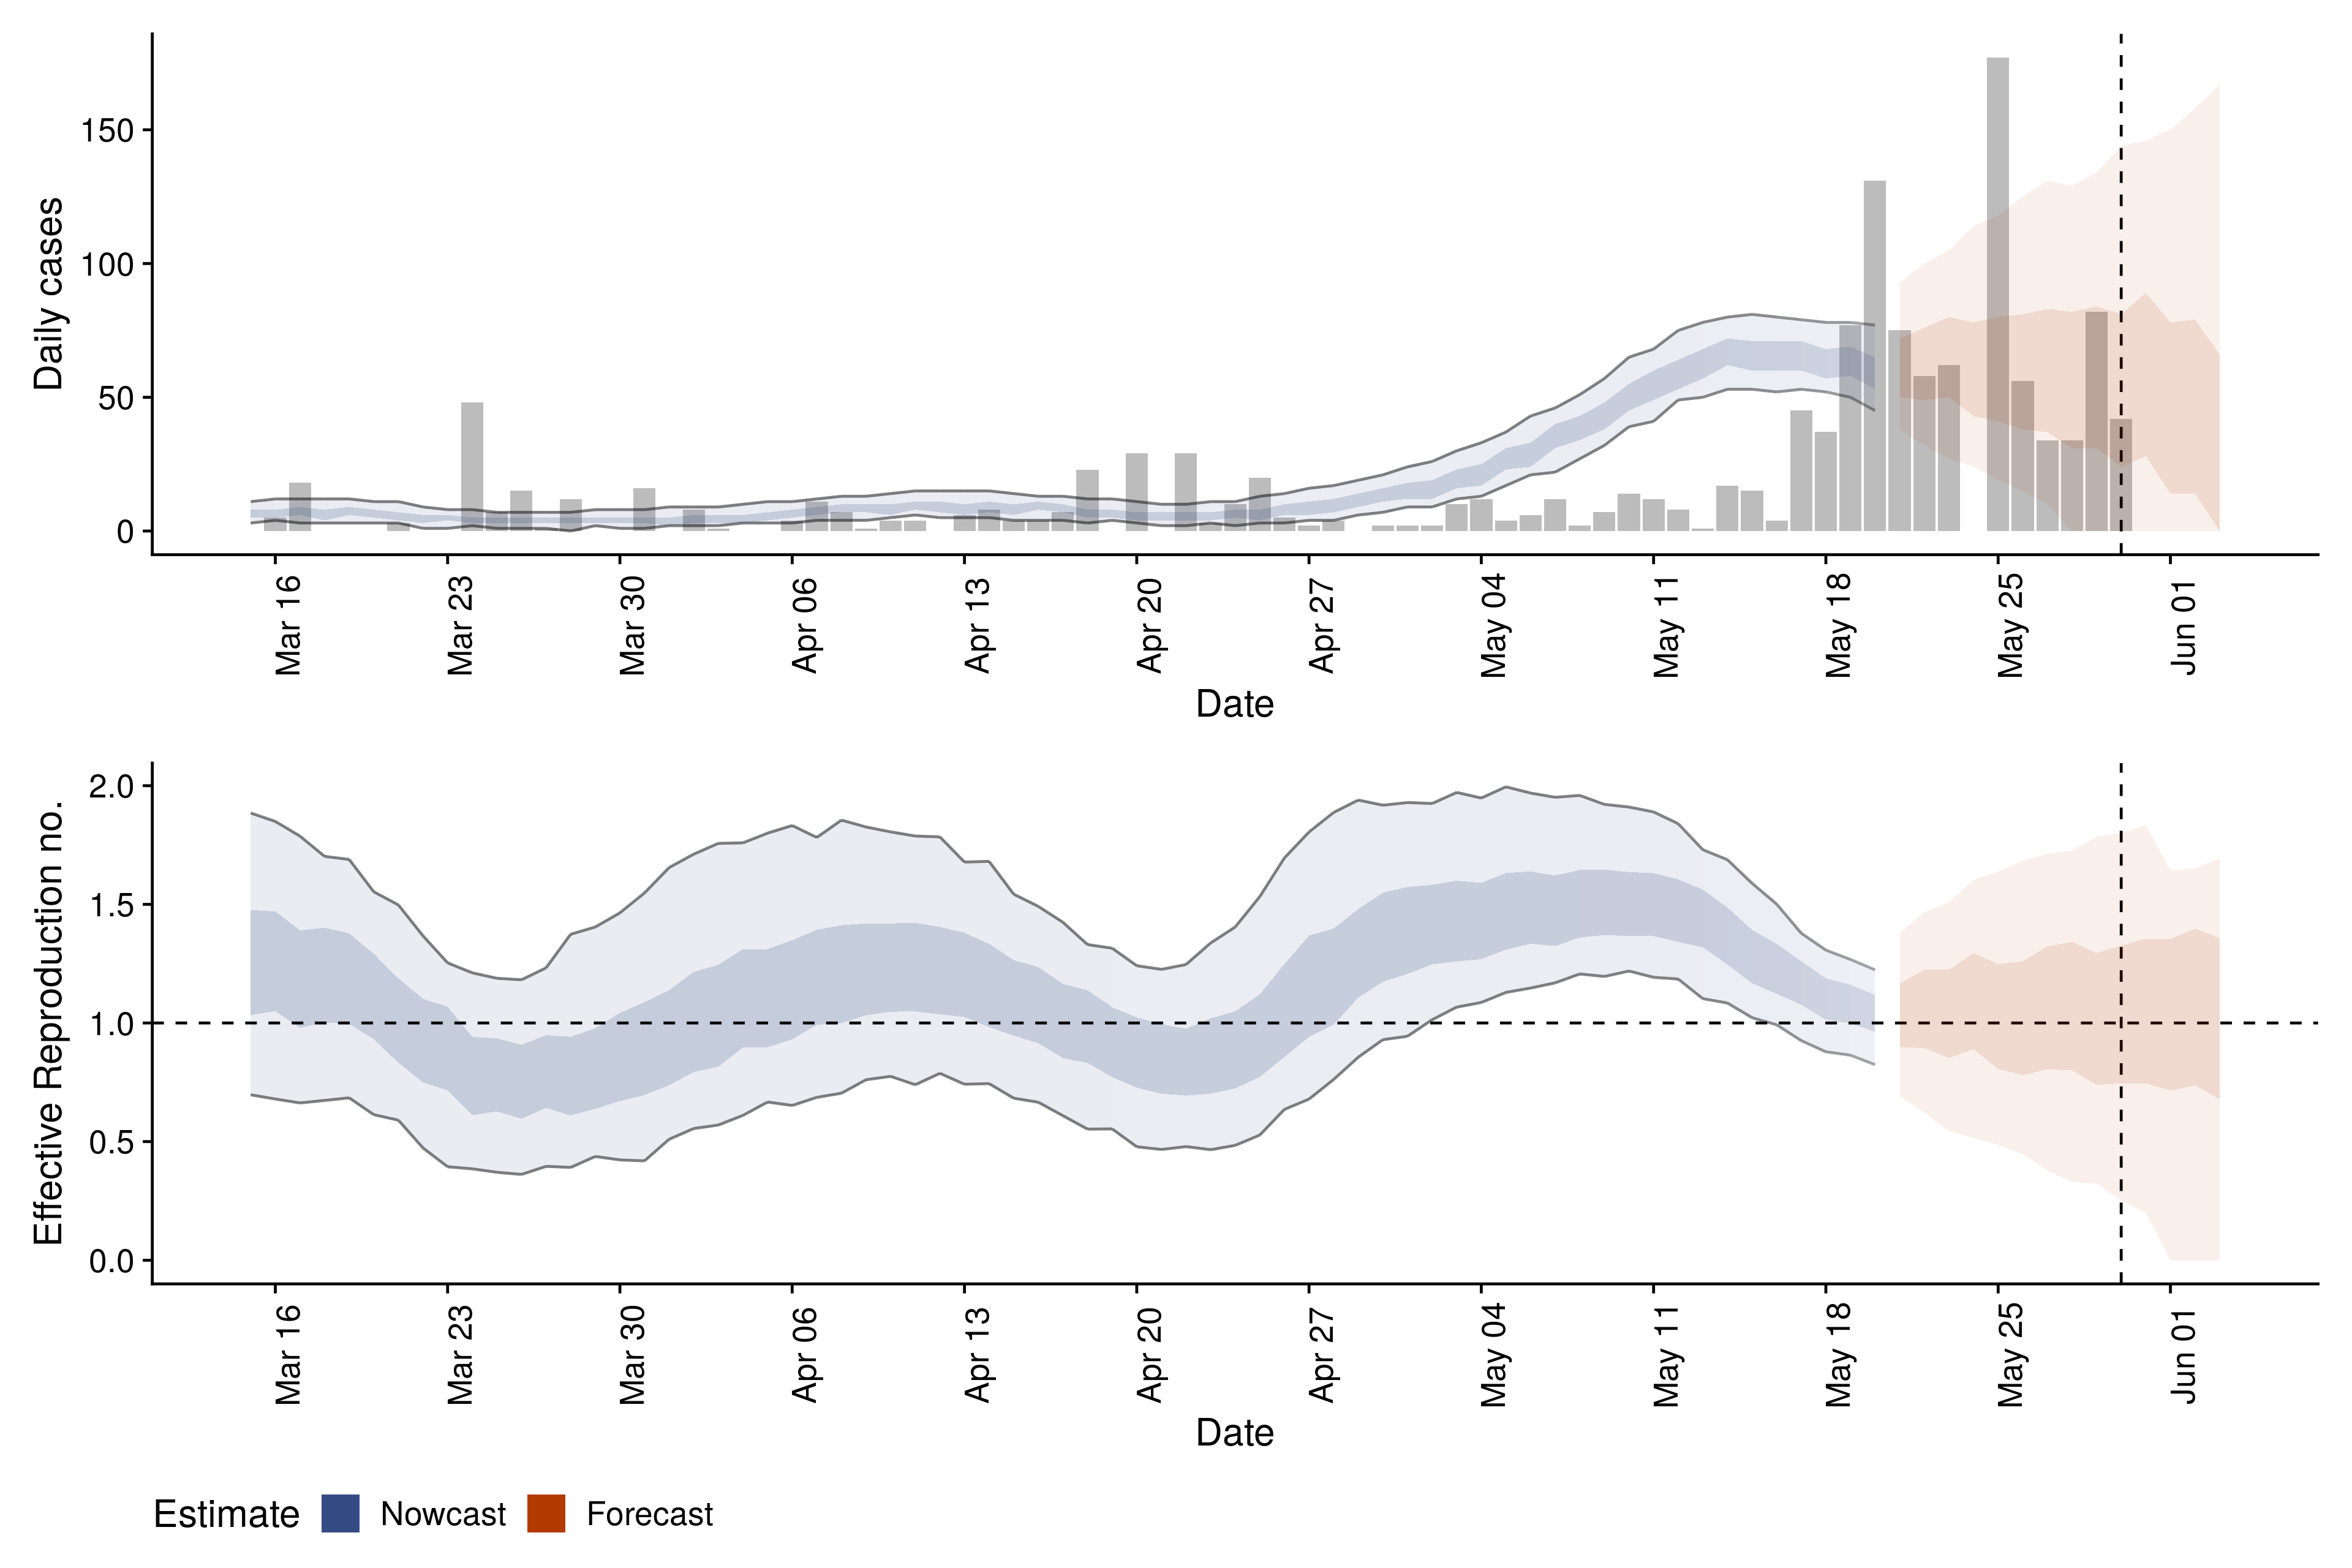 Daily cases
150
100
50
0
Mar 16
Mar 23
Mar 30
Apr 06
Apr 13
Apr 20
Apr 27
May 04
May 11
May 18
May 25
Jun 01
Date
Effective Reproduction no.
2.0
1.5
1.0
0.5
0.0
Mar 16
Mar 23
Mar 30
Apr 06
Apr 13
Apr 20
Apr 27
May 04
May 11
May 18
May 25
Jun 01
Date
Estimate Nowcast Forecast